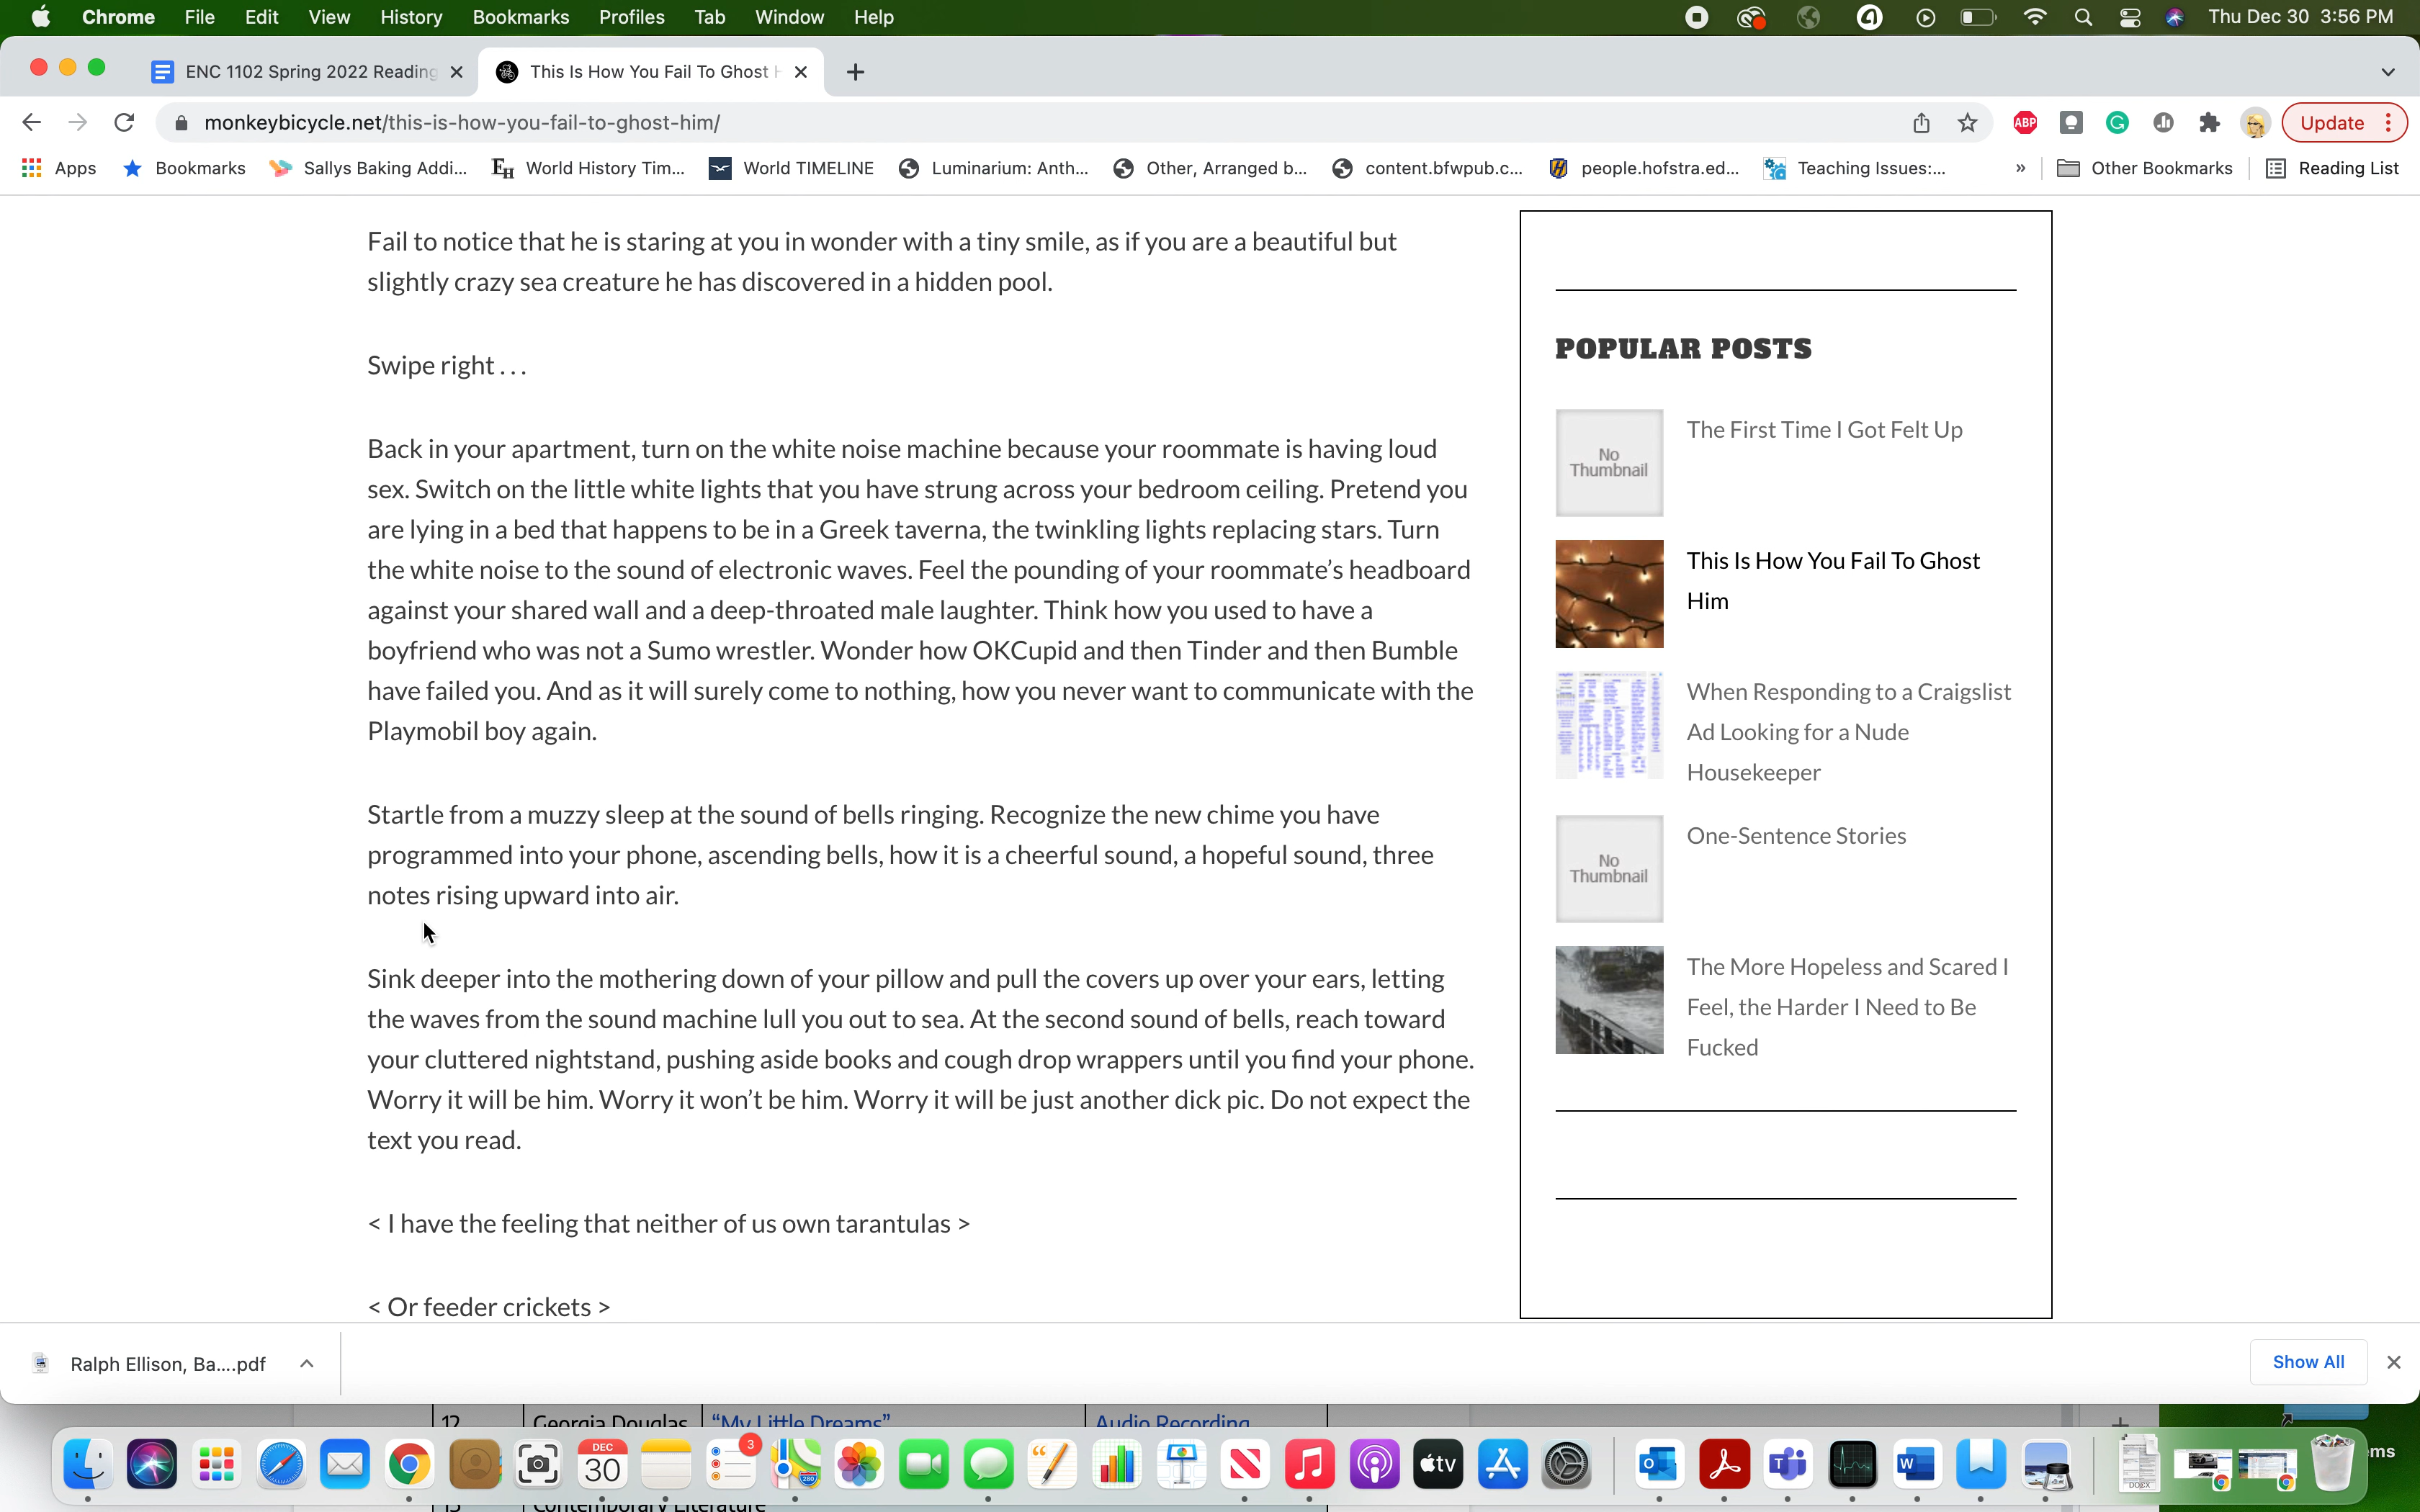 Chrome File Edit View History Bookmarks Profiles Tab Window Help Thu Dec 30 3:56 PM
ENC 1102 Spring 2022 Reading This Is How You Fail To Ghost H
monkeybicycle.net/this-is-how-you-fail-to-ghost-him/ ABP Update
Apps Bookmarks Sallys Baking Addi... EH World History Tim... World TIMELINE Luminarium: Anth... Other, Arranged b... content.bfwpub.c... people.hofstra.ed... Teaching Issues:... » Other Bookmarks Reading List
Fail to notice that he is staring at you in wonder with a tiny smile, as if you are a beautiful but
slightly crazy sea creature he has discovered in a hidden pool.
Swipe right . . .
Back in your apartment, turn on the white noise machine because your roommate is having loud
sex. Switch on the little white lights that you have strung across your bedroom ceiling. Pretend you
are lying in a bed that happens to be in a Greek taverna, the twinkling lights replacing stars. Turn
the white noise to the sound of electronic waves. Feel the pounding of your roommate’s headboard
against your shared wall and a deep-throated male laughter. Think how you used to have a
boyfriend who was not a Sumo wrestler. Wonder how OKCupid and then Tinder and then Bumble
have failed you. And as it will surely come to nothing, how you never want to communicate with the
Playmobil boy again.
Startle from a muzzy sleep at the sound of bells ringing. Recognize the new chime you have
programmed into your phone, ascending bells, how it is a cheerful sound, a hopeful sound, three
notes rising upward into air.
Sink deeper into the mothering down of your pillow and pull the covers up over your ears, letting
the waves from the sound machine lull you out to sea. At the second sound of bells, reach toward
your cluttered nightstand, pushing aside books and cough drop wrappers until you find your phone.
Worry it will be him. Worry it won’t be him. Worry it will be just another dick pic. Do not expect the
text you read.
< I have the feeling that neither of us own tarantulas >
< Or feeder crickets >
POPULAR POSTS
No
Thumbnail
The First Time I Got Felt Up
This Is How You Fail To Ghost
Him
When Responding to a Craigslist
Ad Looking for a Nude
Housekeeper
No
Thumbnail
One-Sentence Stories
The More Hopeless and Scared I
Feel, the Harder I Need to Be
Fucked
Ralph Ellison, Ba....pdf Show All
12 Georgia Douglas "My Little Dreams" Audio Recording
DEC
30
3
280
tv
DOCX
ms
Contemporary Literature